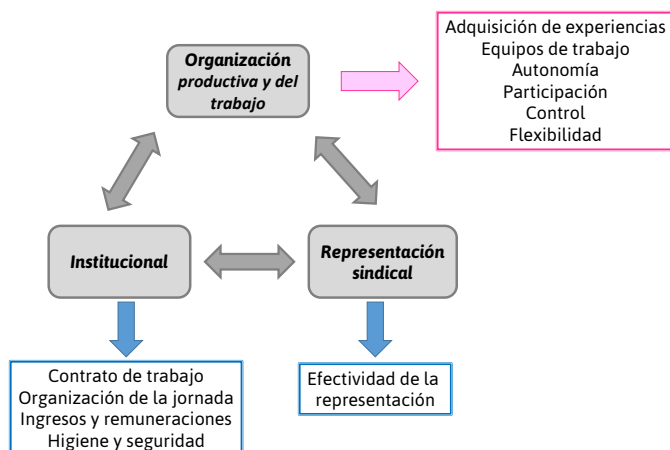 Organización
productiva y del
trabajo
Adquisición de experiencias
Equipos de trabajo
Autonomía
Participación
Control
Flexibilidad
Institucional
Representación
sindical
Contrato de trabajo
Organización de la jornada
Ingresos y remuneraciones
Higiene y seguridad
Efectividad de la
representación